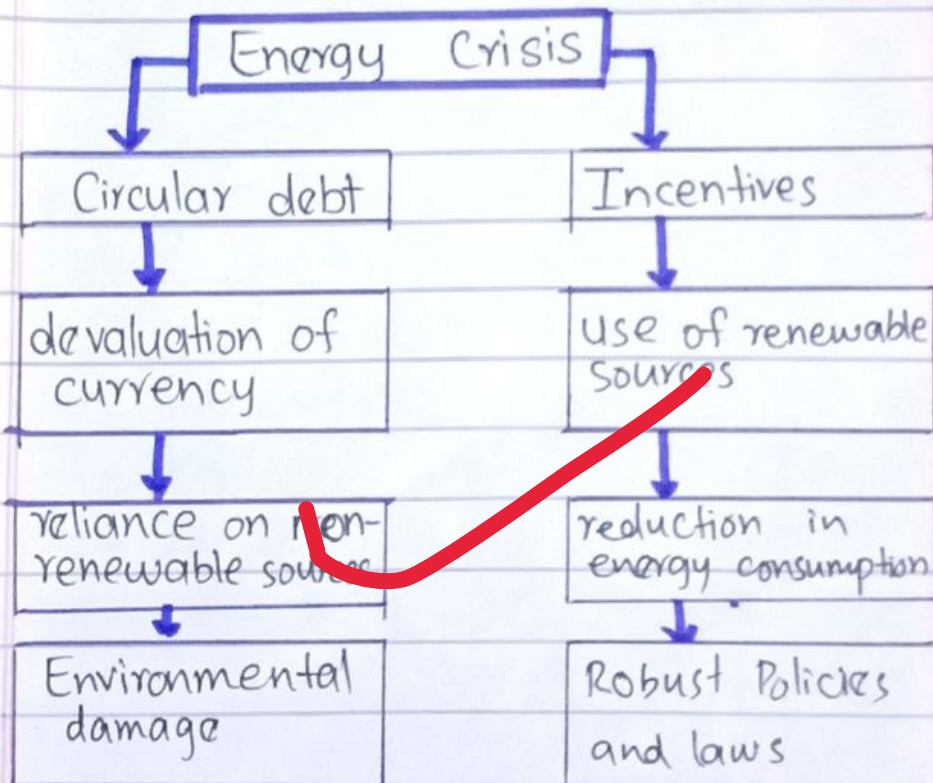 Energy Crisis
Circular debt
Incentives
devaluation of
currency
use of renewable
sources
reliance on non-
renewable sources
reduction in
energy consumption
Environmental
damage
Robust Policies
and laws